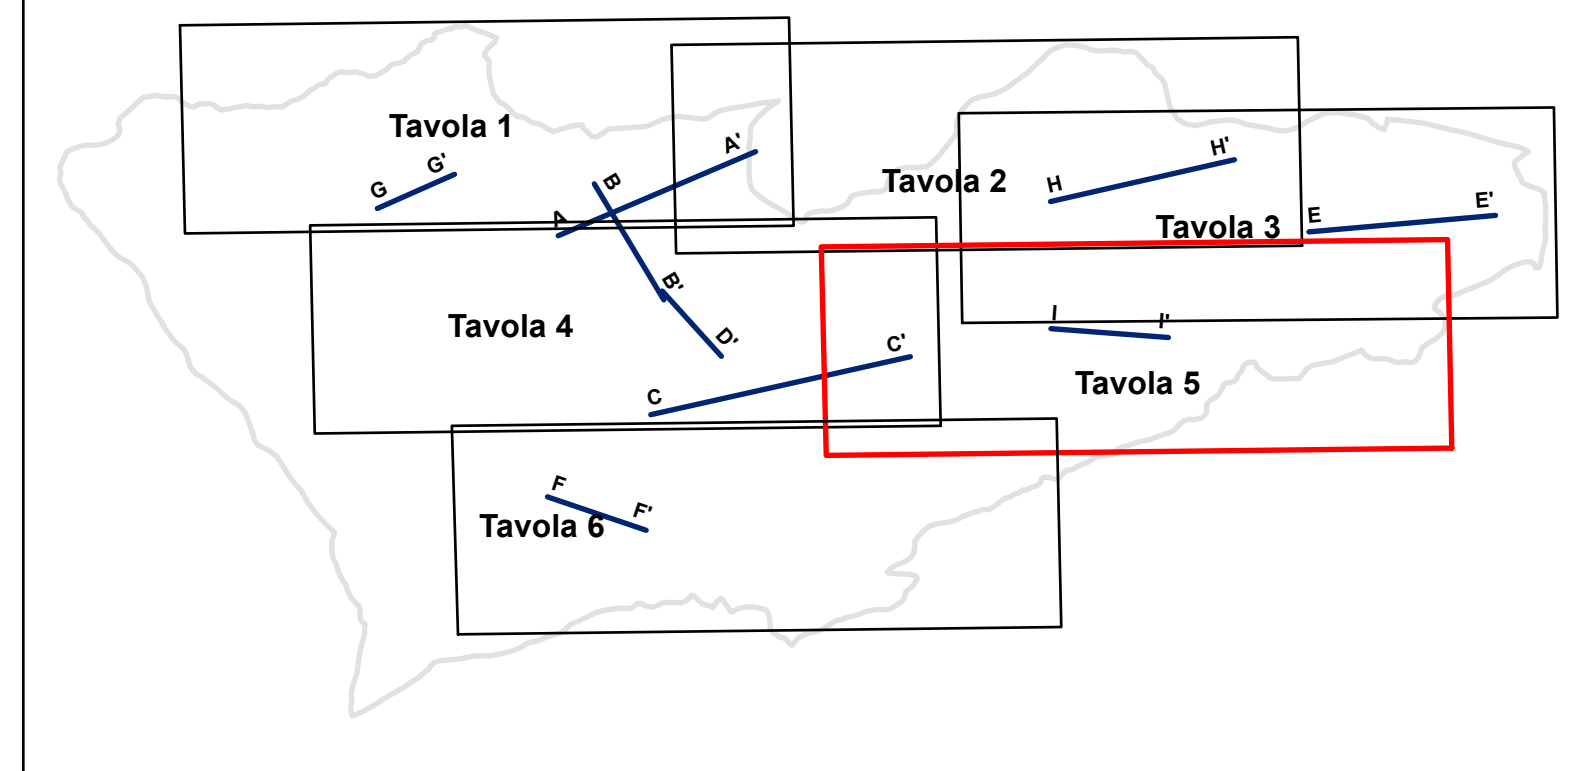 Tavola 1
A'
G
G'
B
A
H
H'
Tavola 2
E
E'
Tavola 3
B'
D'
Tavola 4
I
I'
C
C'
Tavola 5
F
F'
Tavola 6